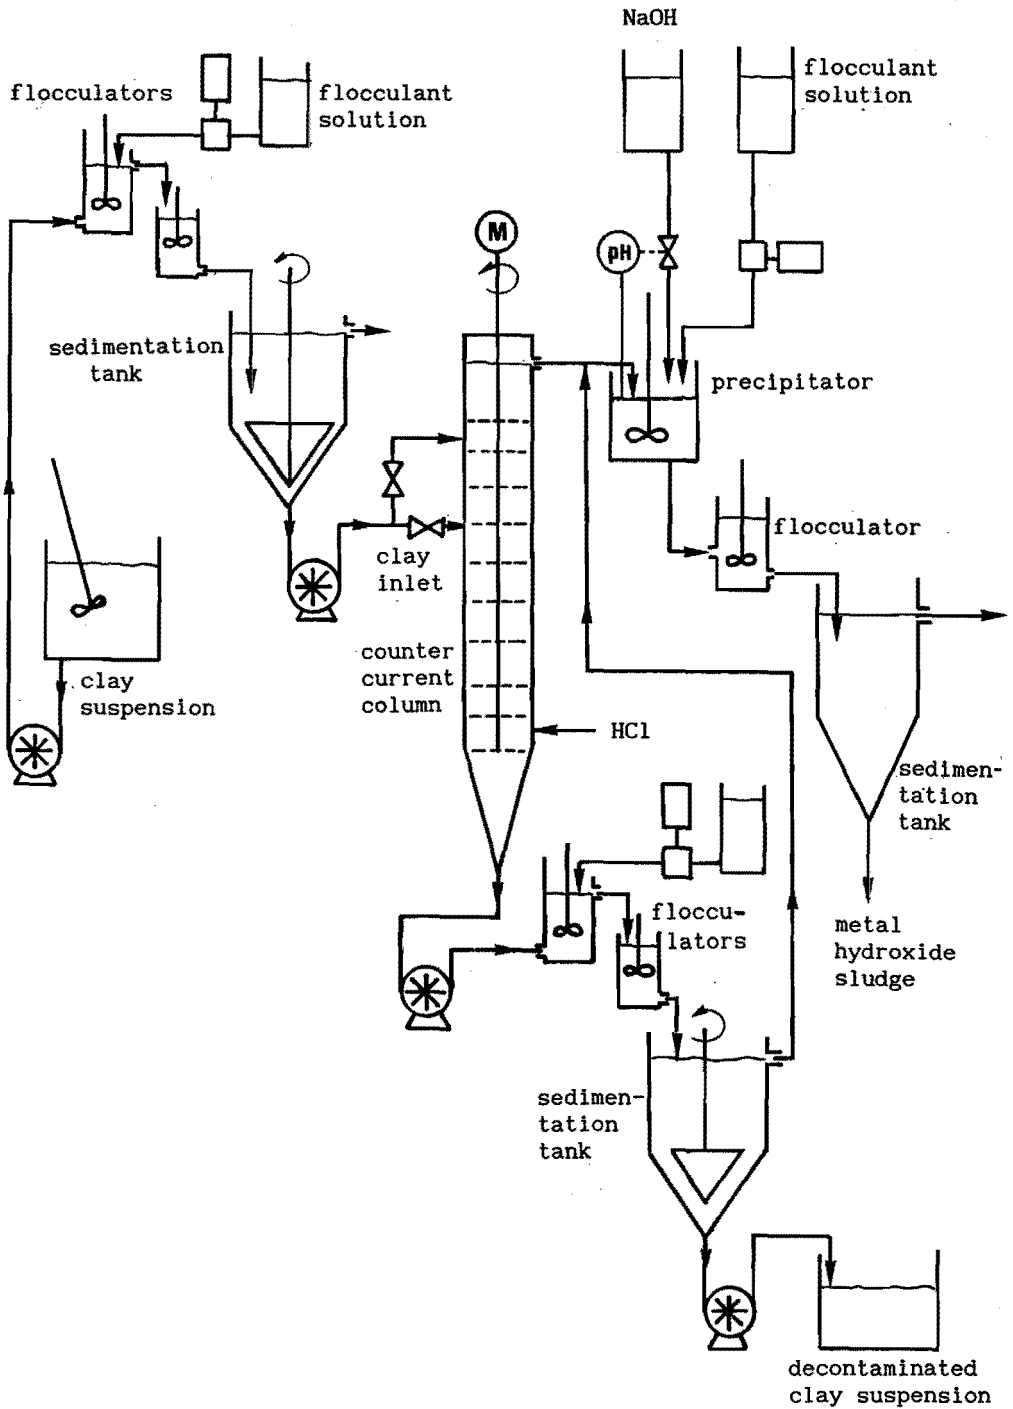 NaOH
flocculators
flocculant
solution
flocculant
solution
M
pH
sedimentation
tank
precipitator
flocculator
clay
inlet
counter
current
column
clay
suspension
HCl
sedimen-
tation
tank
floccu-
lators
metal
hydroxide
sludge
sedimen-
tation
tank
decontaminated
clay suspension